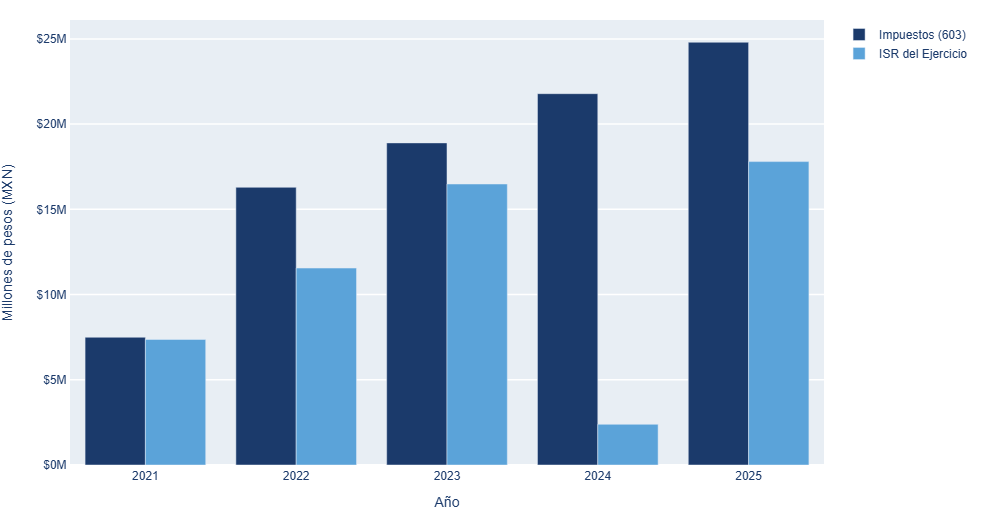 Impuestos (603)
ISR del Ejercicio
Millones de pesos (MXN)
$25M
$20M
$15M
$10M
$5M
$0M
2021 2022 2023 2024 2025
Año